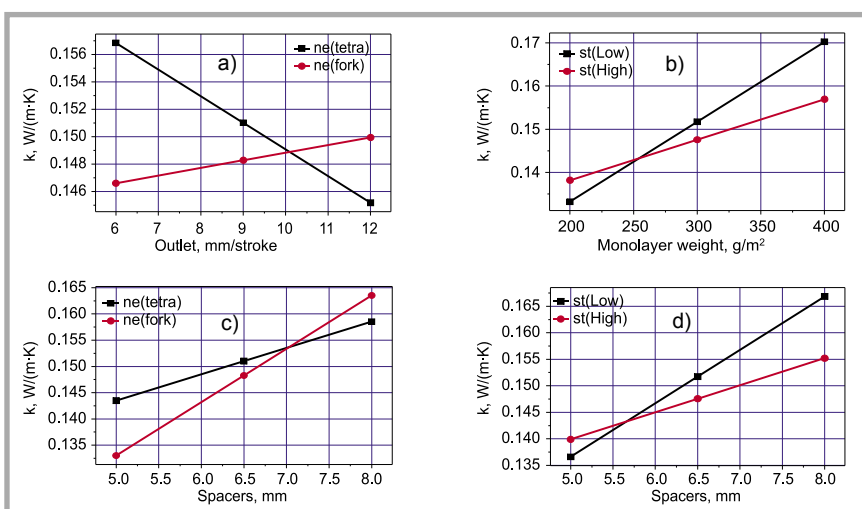 a)
ne(tetra)
ne(fork)
k, W/(m·K)
0.156
0.154
0.152
0.150
0.148
0.146
6 7 8 9 10 11 12
Outlet, mm/stroke
b)
st(Low)
st(High)
k, W/(m·K)
0.17
0.16
0.15
0.14
200 250 300 350 400
Monolayer weight, g/m²
c)
ne(tetra)
ne(fork)
k, W/(m·K)
0.165
0.160
0.155
0.150
0.145
0.140
0.135
5.0 5.5 6.0 6.5 7.0 7.5 8.0
Spacers, mm
d)
st(Low)
st(High)
k, W/(m·K)
0.165
0.160
0.155
0.150
0.145
0.140
0.135
5.0 5.5 6.0 6.5 7.0 7.5 8.0
Spacers, mm